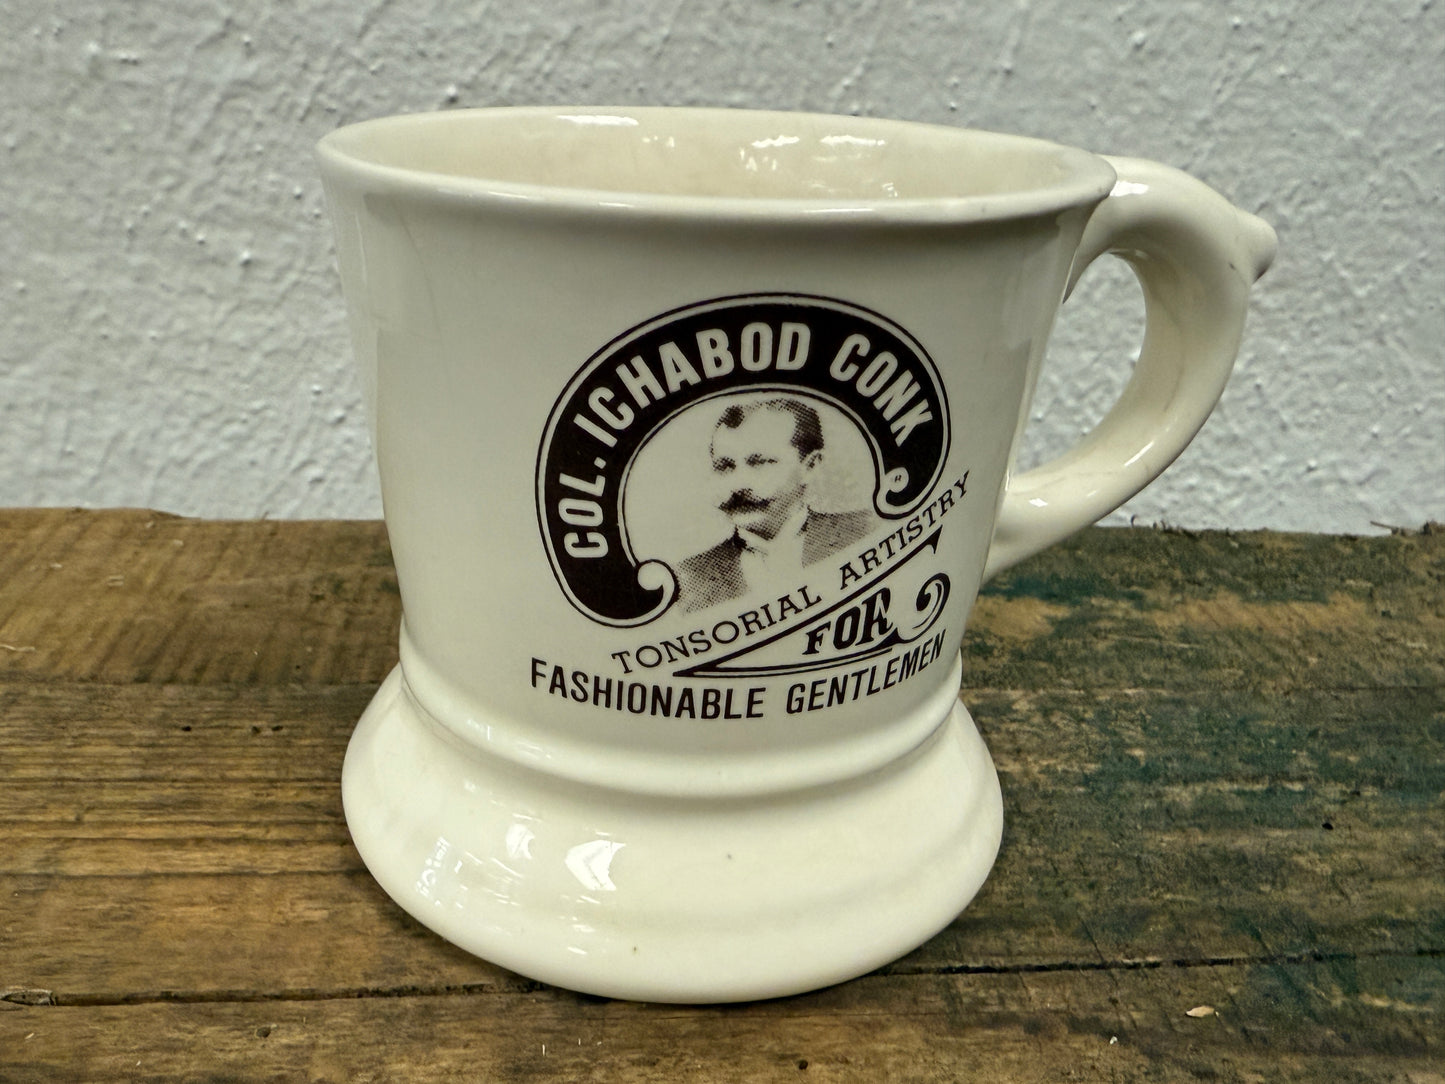 COL. ICHABOD CONK
TONSORIAL ARTISTRY
FOR
FASHIONABLE GENTLEMEN